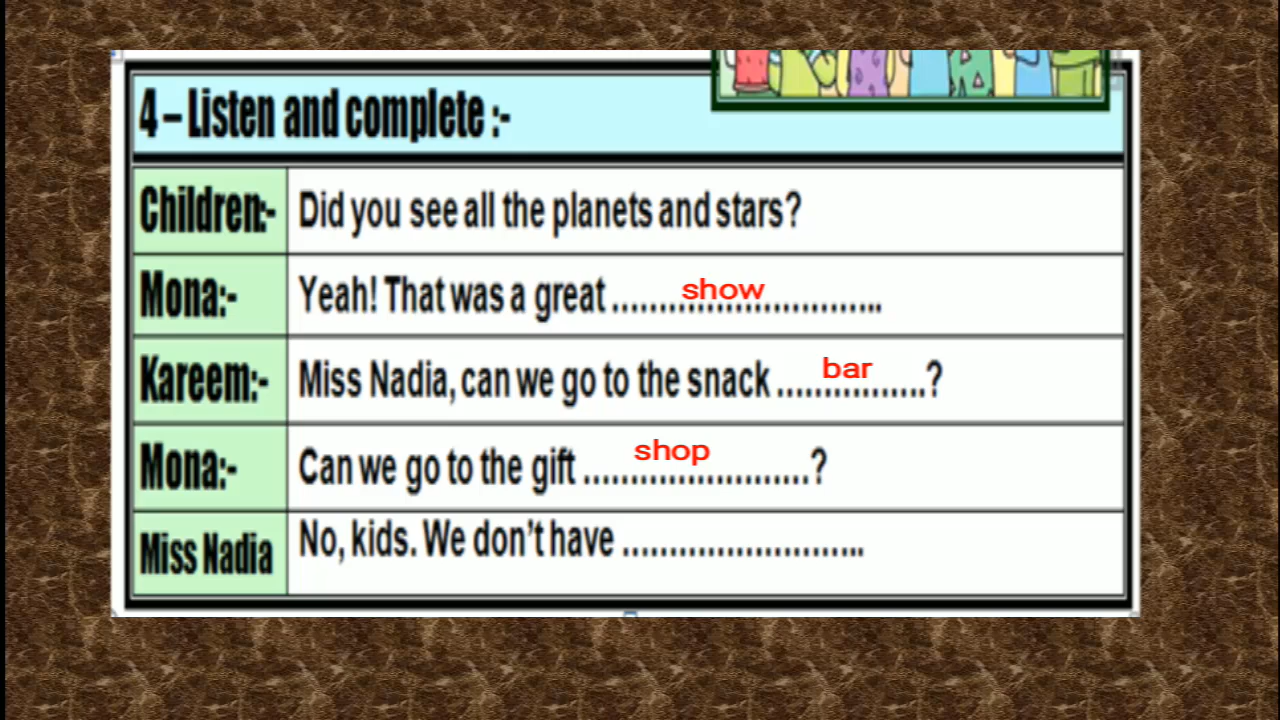 4 – Listen and complete :-
Children:- Did you see all the planets and stars?
Mona:- Yeah! That was a great ........show...................
Kareem:- Miss Nadia, can we go to the snack ....bar............?
Mona:- Can we go to the gift .....shop...................?
Miss Nadia No, kids. We don't have ..........................